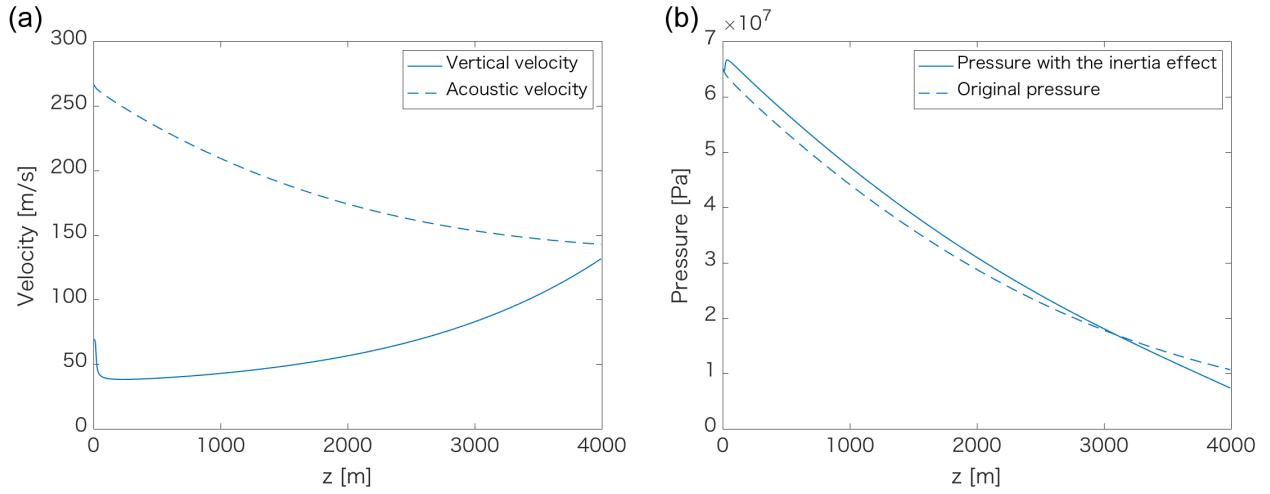 (a)
300
250
200
150
100
50
0
Velocity [m/s]
Vertical velocity
Acoustic velocity
0 1000 2000 3000 4000
z [m]
(b)
7 ×10⁷
6
5
4
3
2
1
0
Pressure [Pa]
Pressure with the inertia effect
Original pressure
0 1000 2000 3000 4000
z [m]